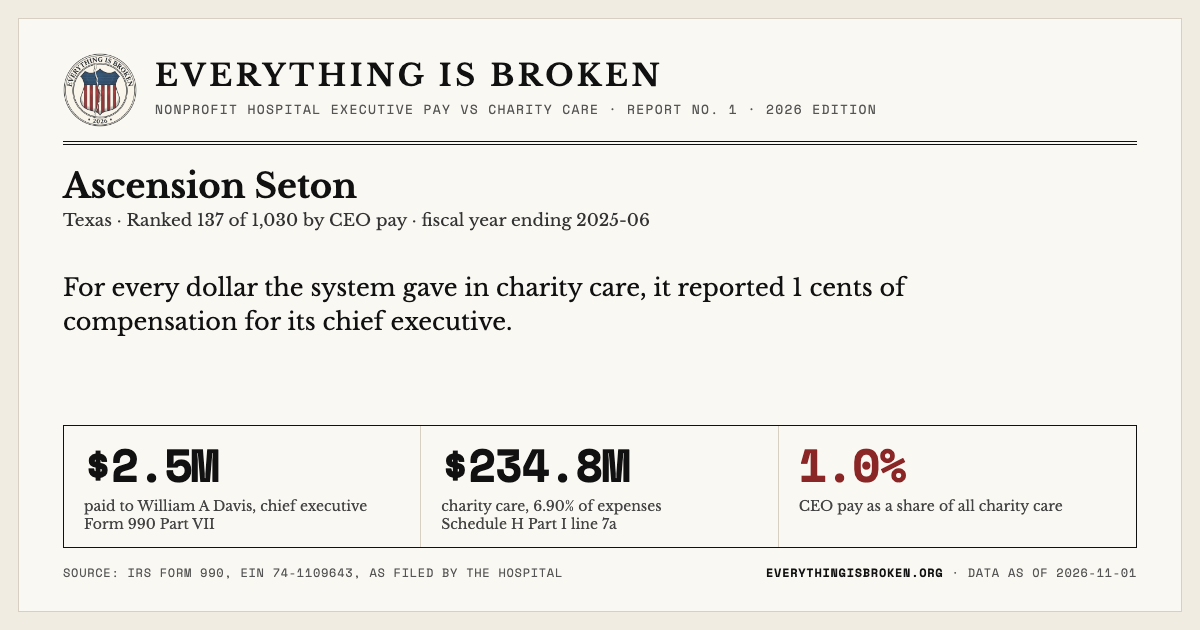 EVERYTHING IS BROKEN
2026
EVERYTHING IS BROKEN
NONPROFIT HOSPITAL EXECUTIVE PAY VS CHARITY CARE · REPORT NO. 1 · 2026 EDITION
Ascension Seton
Texas · Ranked 137 of 1,030 by CEO pay · fiscal year ending 2025-06
For every dollar the system gave in charity care, it reported 1 cents of
compensation for its chief executive.
$2.5M
paid to William A Davis, chief executive
Form 990 Part VII
$234.8M
charity care, 6.90% of expenses
Schedule H Part I line 7a
1.0%
CEO pay as a share of all charity care
SOURCE: IRS FORM 990, EIN 74-1109643, AS FILED BY THE HOSPITAL
EVERYTHINGISBROKEN.ORG · DATA AS OF 2026-11-01